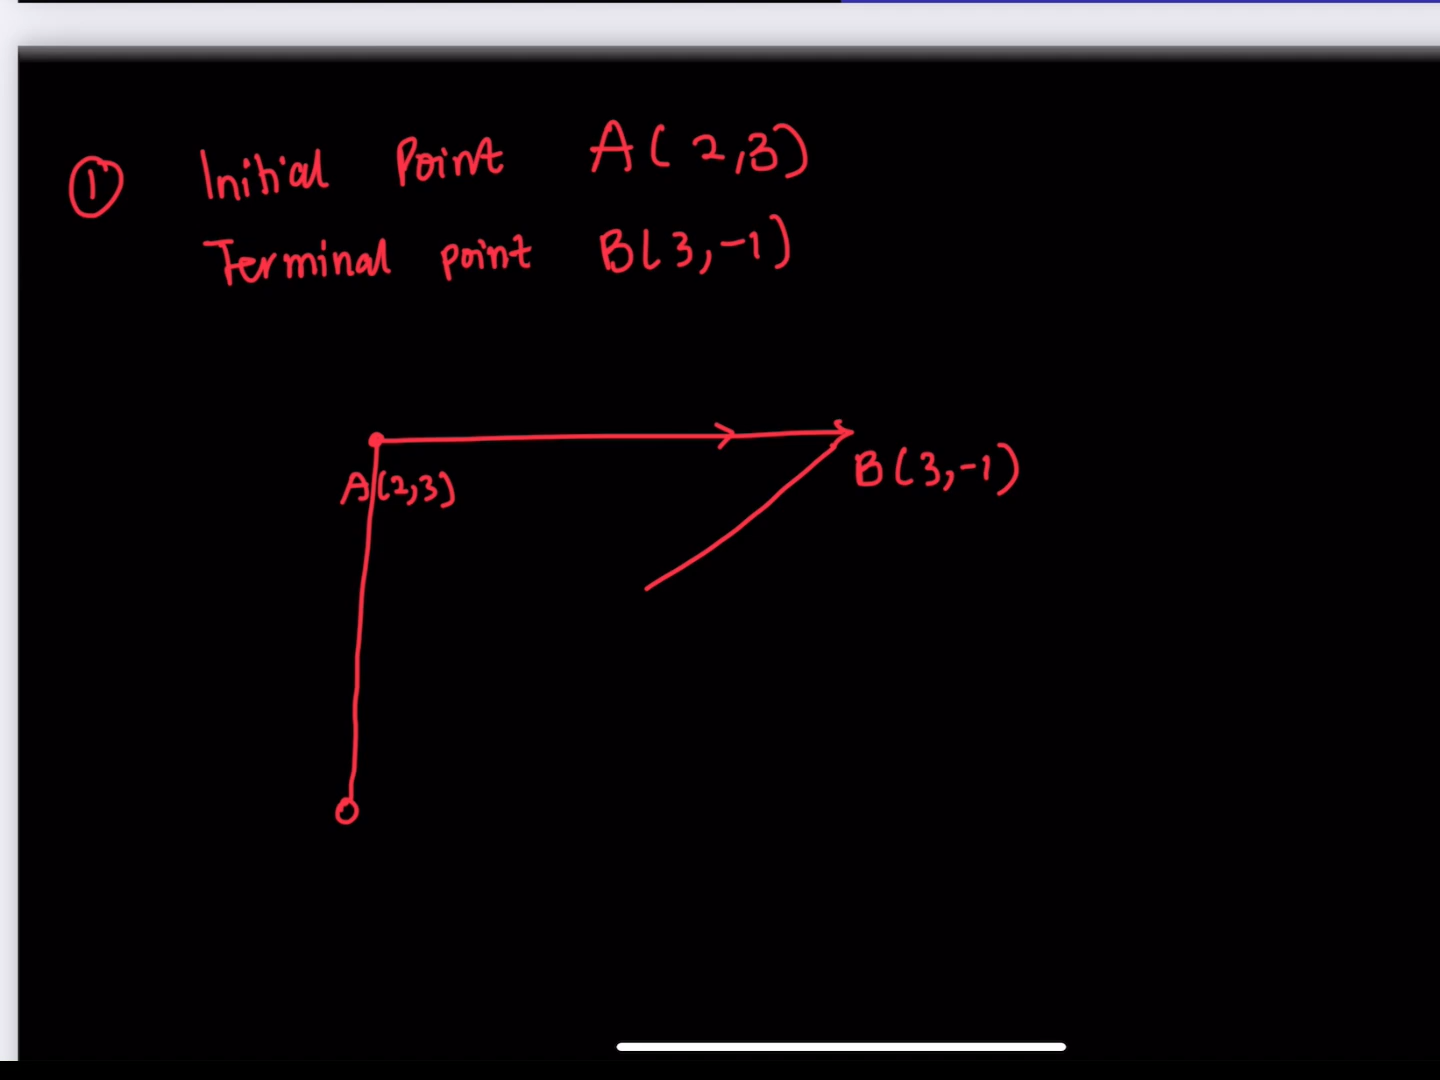 ① Initial Point A(2,3)
Terminal point B(3,-1)
A(2,3)
B(3,-1)
O